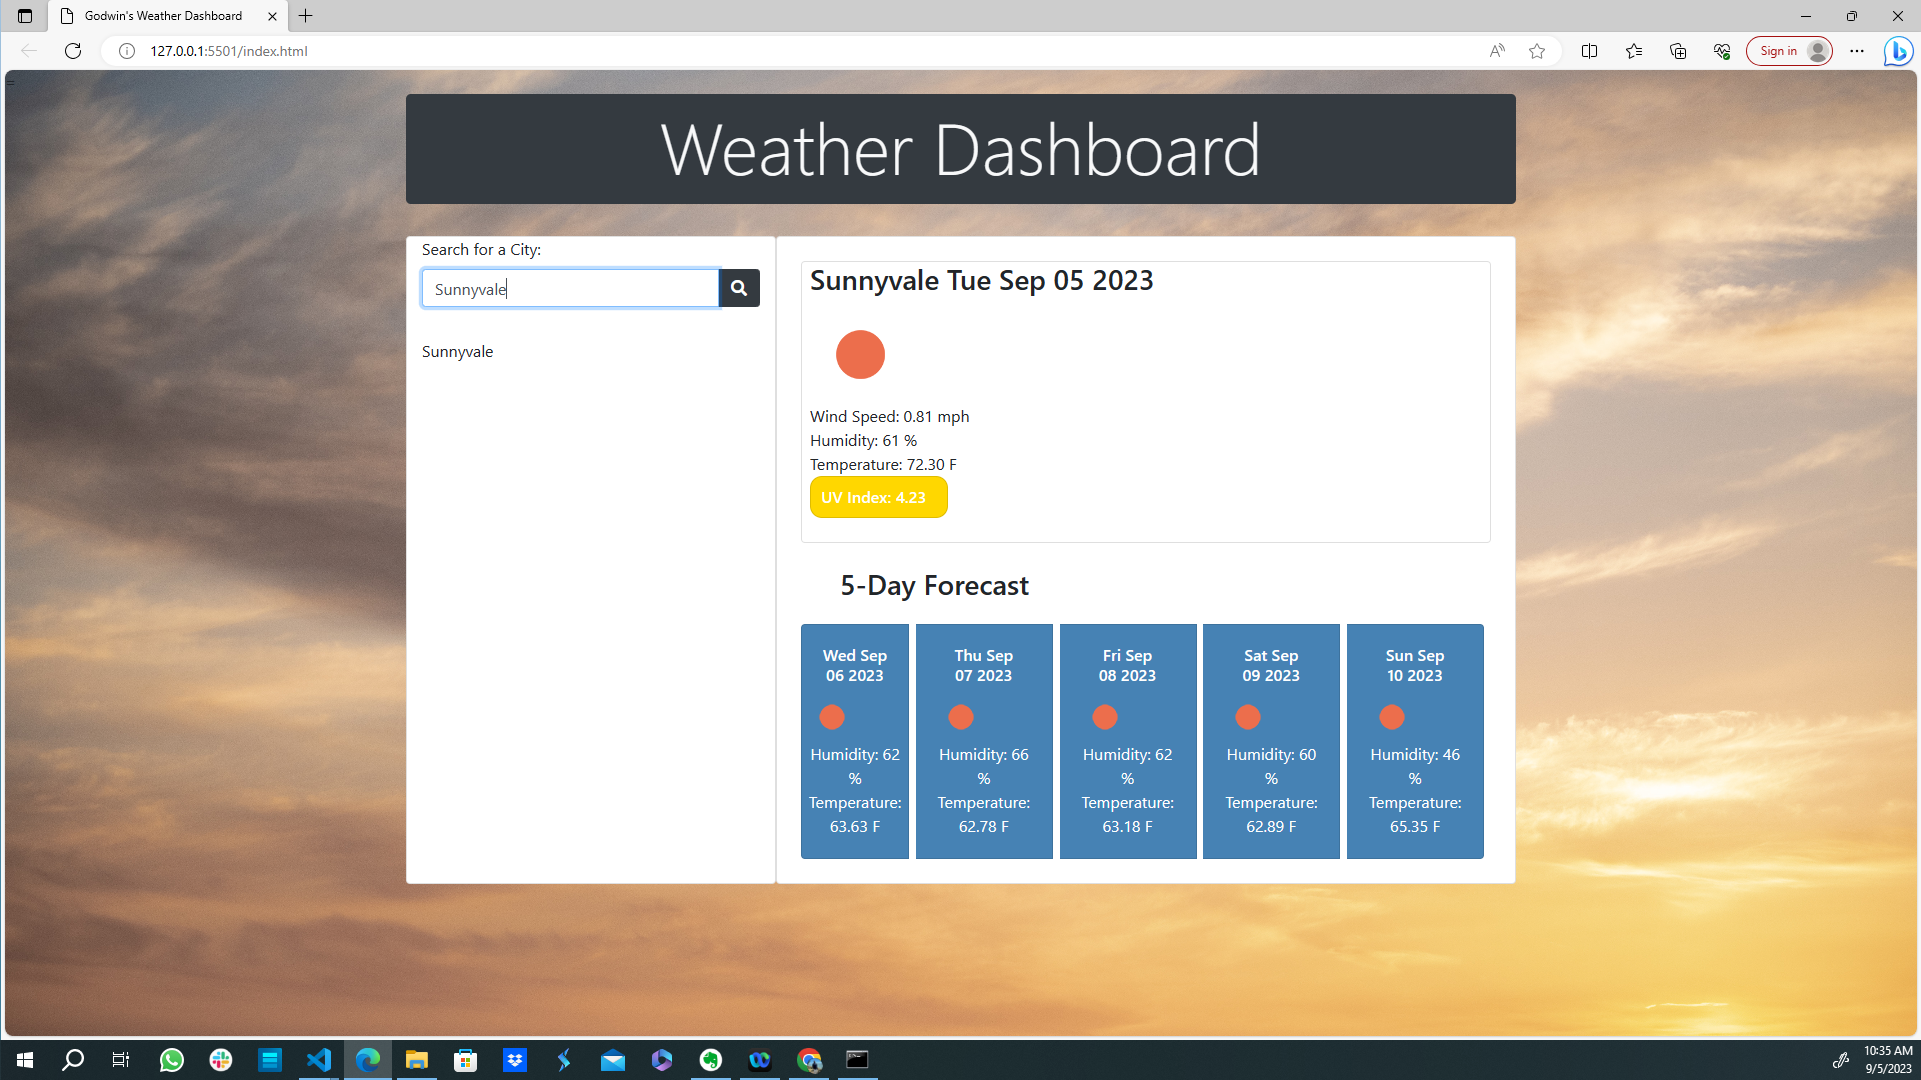 Godwin's Weather Dashboard
127.0.0.1:5501/index.html
Sign in
Weather Dashboard
Search for a City:
Sunnyvale
Sunnyvale
Sunnyvale Tue Sep 05 2023
Wind Speed: 0.81 mph
Humidity: 61 %
Temperature: 72.30 F
UV Index: 4.23
5-Day Forecast
Wed Sep
06 2023
Humidity: 62
%
Temperature:
63.63 F
Thu Sep
07 2023
Humidity: 66
%
Temperature:
62.78 F
Fri Sep
08 2023
Humidity: 62
%
Temperature:
63.18 F
Sat Sep
09 2023
Humidity: 60
%
Temperature:
62.89 F
Sun Sep
10 2023
Humidity: 46
%
Temperature:
65.35 F
10:35 AM
9/5/2023